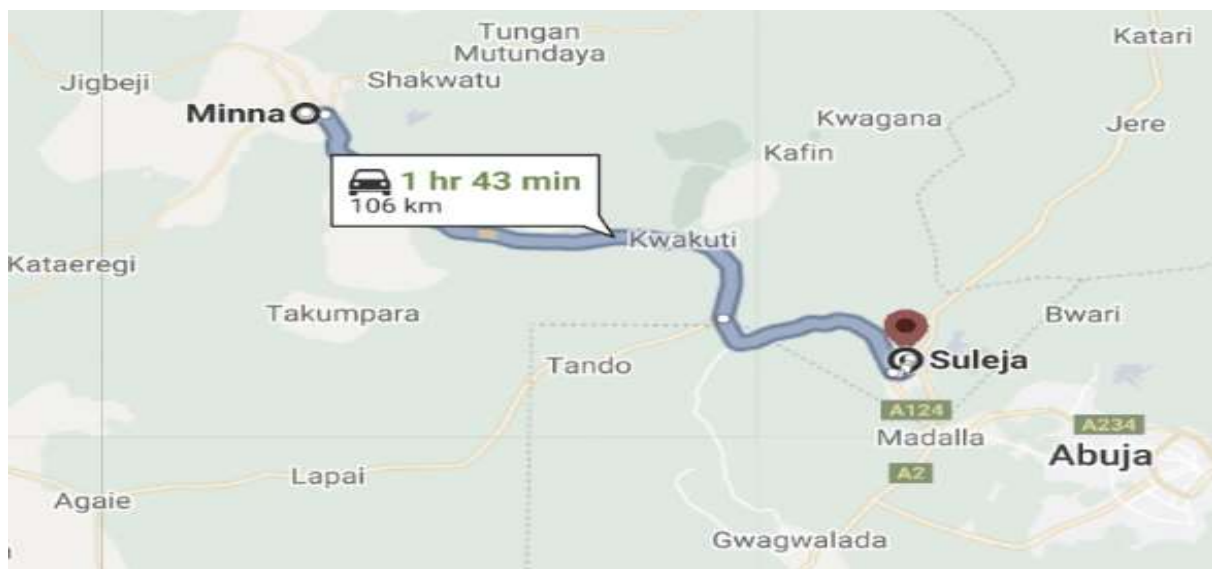 Tungan
Mutundaya
Katari
Jigbeji
Shakwatu
Minna
Kwagana
Jere
Kafin
1 hr 43 min
106 km
Kwakuti
Kataeregi
Takumpara
Bwari
Tando
Suleja
A124
A234
Madalla
Abuja
A2
Lapai
Agaie
Gwagwalada